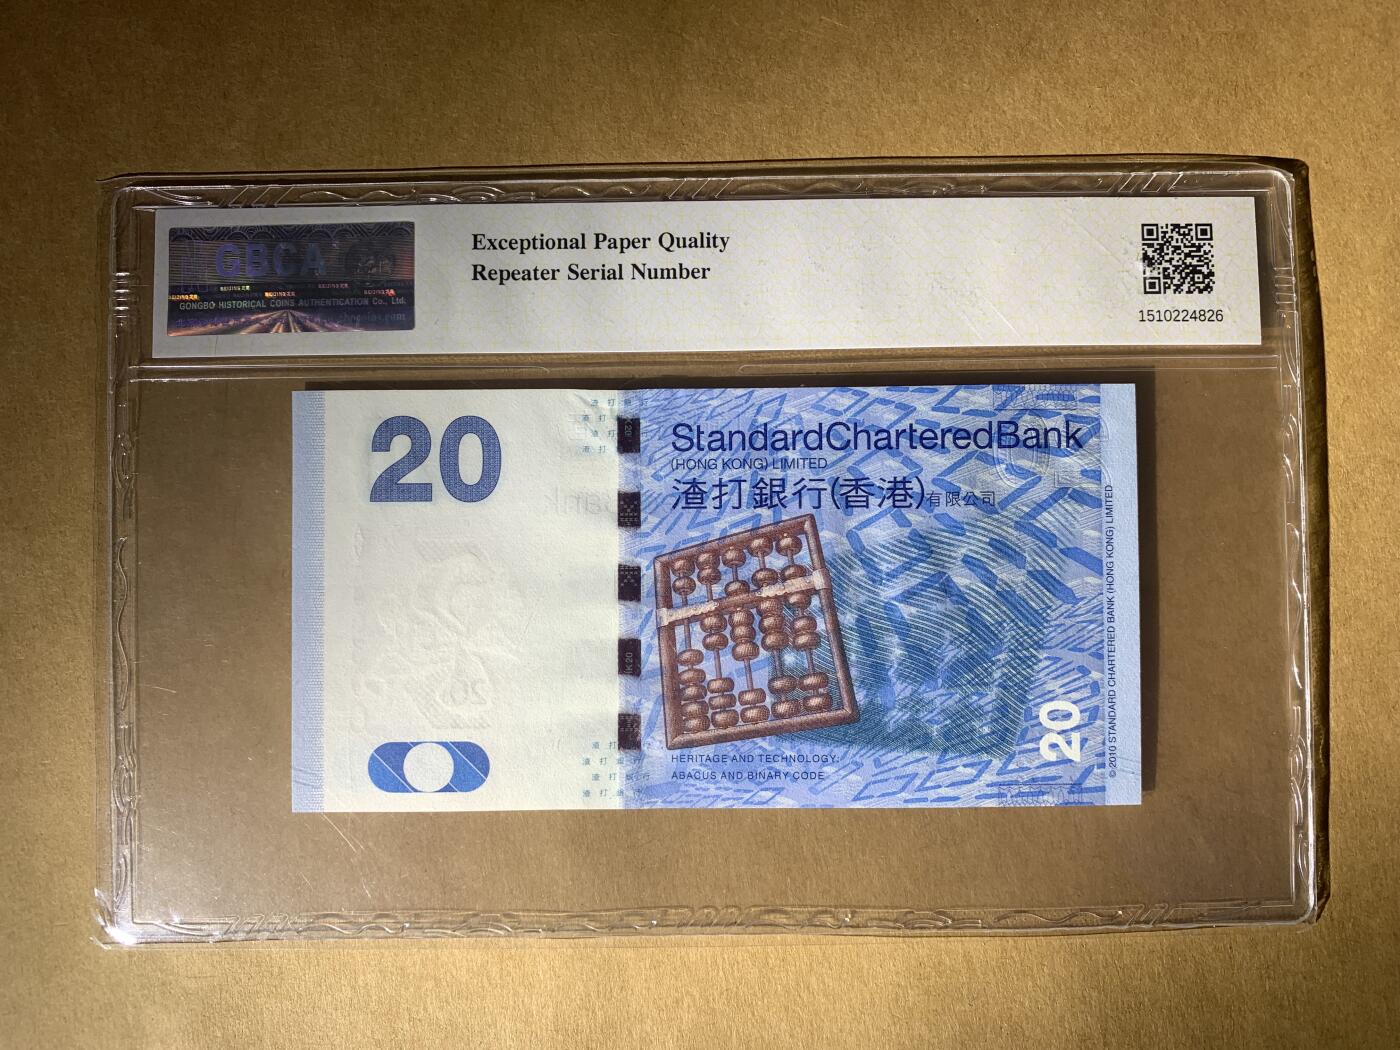 GBCA
GONGBO HISTORICAL COINS AUTHENTICATION Co., Ltd.
Exceptional Paper Quality
Repeater Serial Number
1510224826
20
StandardCharteredBank
(HONG KONG) LIMITED
渣打銀行(香港)有限公司
HERITAGE AND TECHNOLOGY:
ABACUS AND BINARY CODE
20
© 2010 STANDARD CHARTERED BANK (HONG KONG) LIMITED